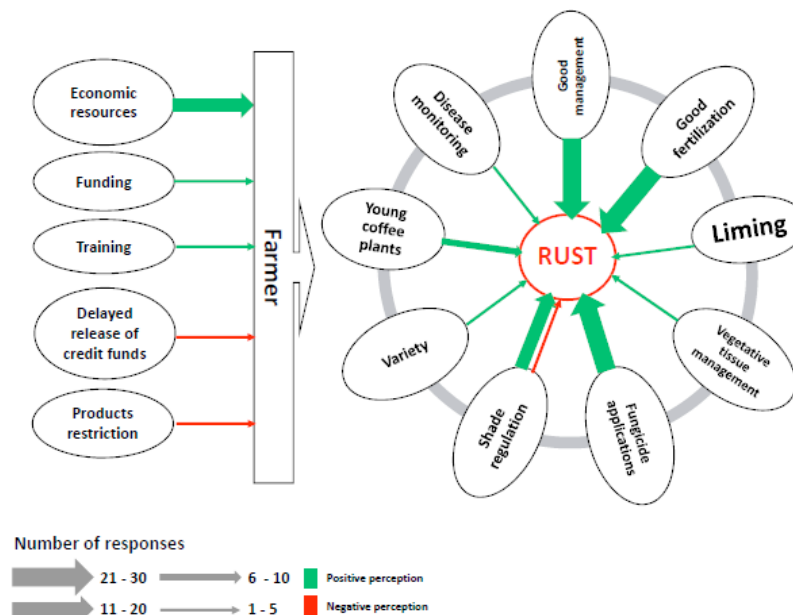 Economic
resources
Funding
Training
Delayed
release of
credit funds
Products
restriction
Farmer
Good
management
Disease
monitoring
Good
fertilization
Young
coffee
plants
Liming
RUST
Variety
Vegetative
tissue
management
Shade
regulation
Fungicide
applications
Number of responses
21 - 30
6 - 10
Positive perception
11 - 20
1 - 5
Negative perception